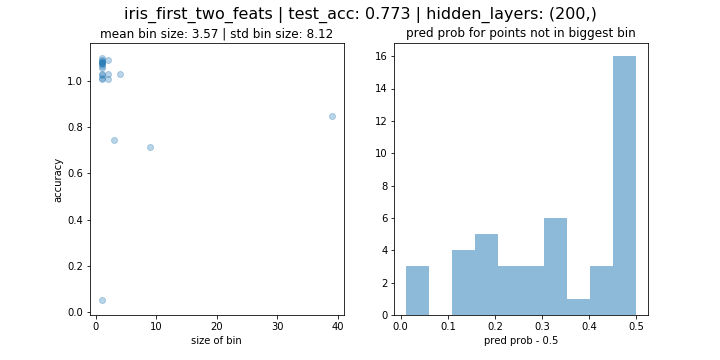 iris_first_two_feats | test_acc: 0.773 | hidden_layers: (200,)
mean bin size: 3.57 | std bin size: 8.12
1.0
0.8
0.6
0.4
0.2
0.0
accuracy
0 10 20 30 40
size of bin
pred prob for points not in biggest bin
16
14
12
10
8
6
4
2
0
0.0 0.1 0.2 0.3 0.4 0.5
pred prob - 0.5